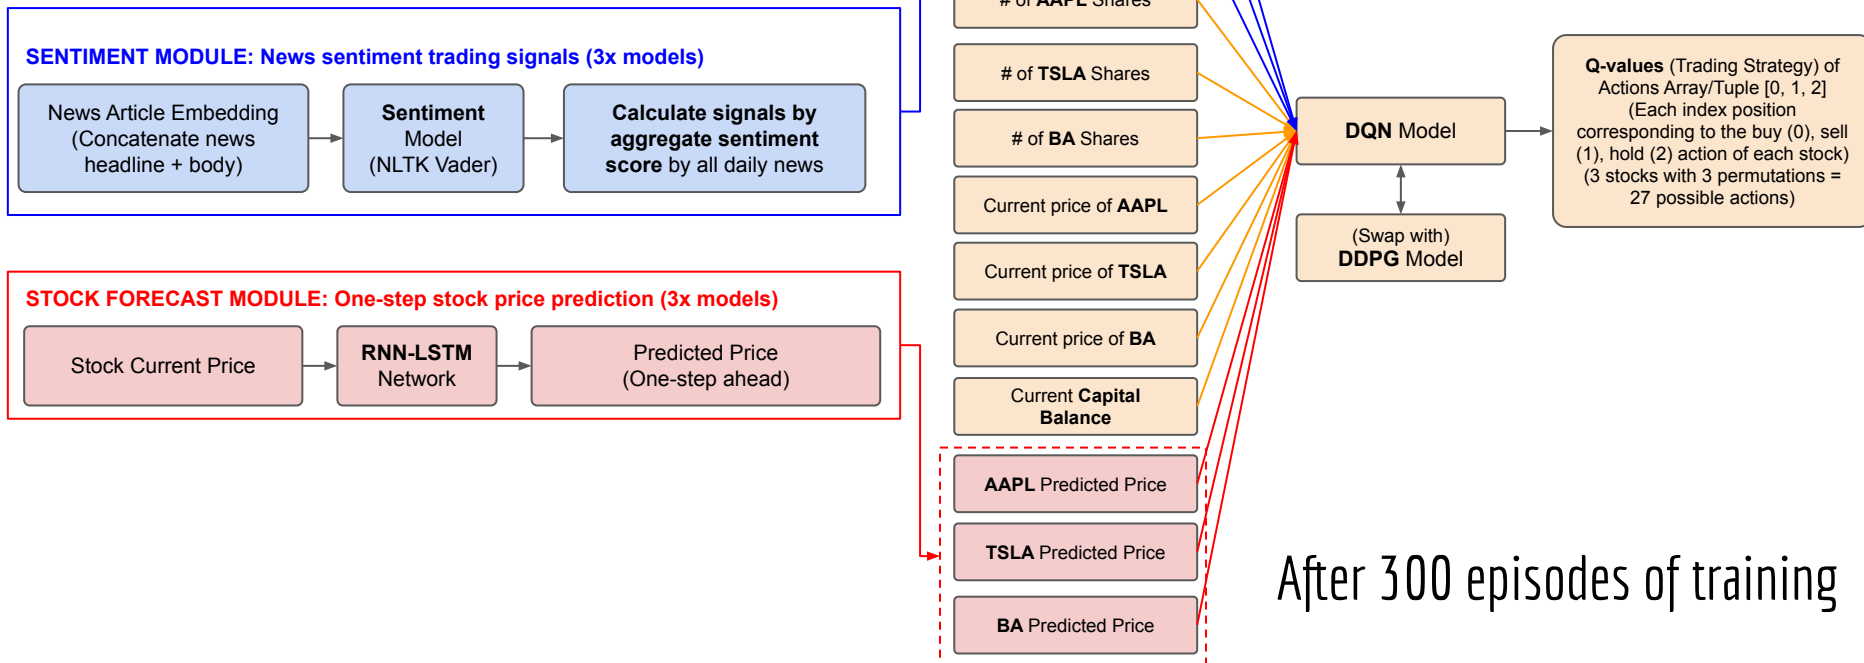 # of AAPL Shares
SENTIMENT MODULE: News sentiment trading signals (3x models)
News Article Embedding
(Concatenate news
headline + body)
Sentiment
Model
(NLTK Vader)
Calculate signals by
aggregate sentiment
score by all daily news
# of TSLA Shares
# of BA Shares
Current price of AAPL
Current price of TSLA
Current price of BA
Current Capital
Balance
DQN Model
(Swap with)
DDPG Model
Q-values (Trading Strategy) of
Actions Array/Tuple [0, 1, 2]
(Each index position
corresponding to the buy (0), sell
(1), hold (2) action of each stock)
(3 stocks with 3 permutations =
27 possible actions)
STOCK FORECAST MODULE: One-step stock price prediction (3x models)
Stock Current Price
RNN-LSTM
Network
Predicted Price
(One-step ahead)
AAPL Predicted Price
TSLA Predicted Price
BA Predicted Price
After 300 episodes of training